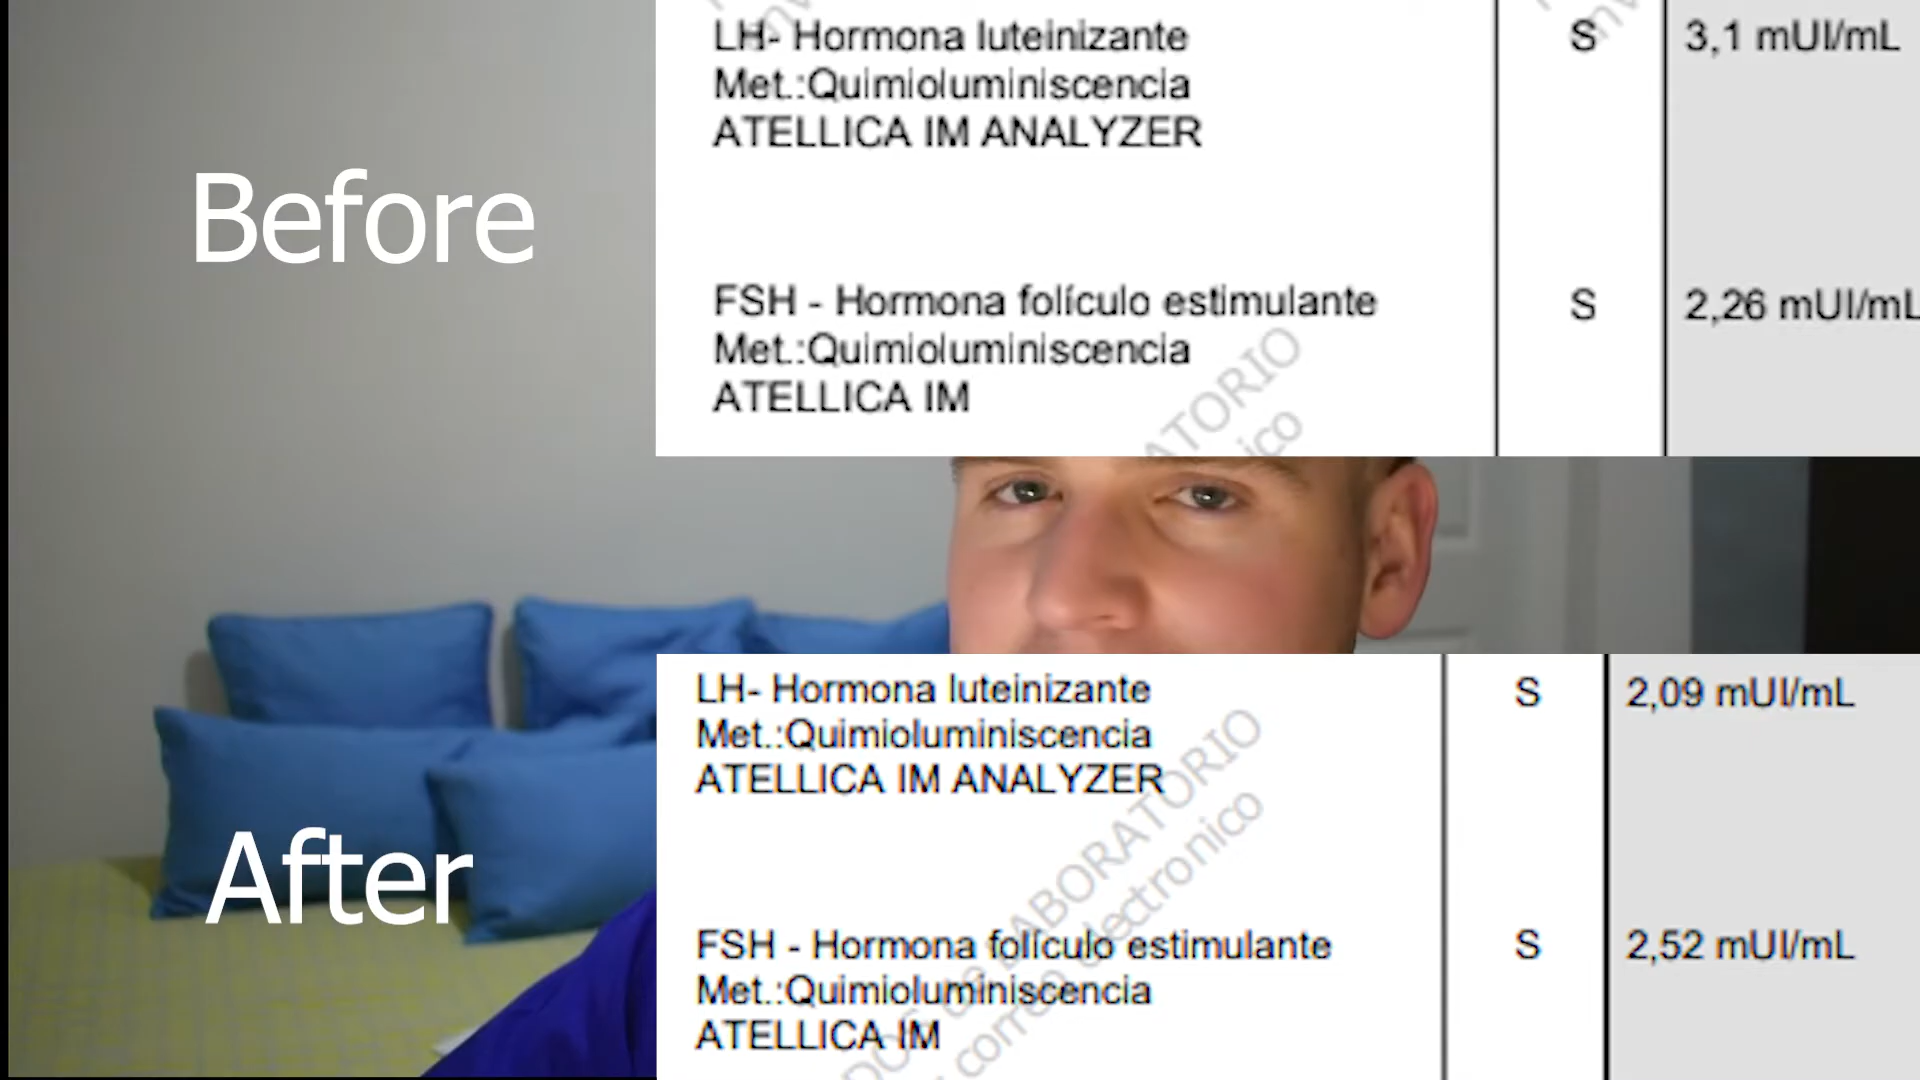 Before
LH- Hormona luteinizante S 3,1 mUI/mL
Met.:Quimioluminiscencia
ATELLICA IM ANALYZER
FSH - Hormona folículo estimulante S 2,26 mUI/mL
Met.:Quimioluminiscencia
ATELLICA IM
After
LH- Hormona luteinizante S 2,09 mUI/mL
Met.:Quimioluminiscencia
ATELLICA IM ANALYZER
FSH - Hormona folículo estimulante S 2,52 mUI/mL
Met.:Quimioluminiscencia
ATELLICA IM
LABORATORIO
correo electronico